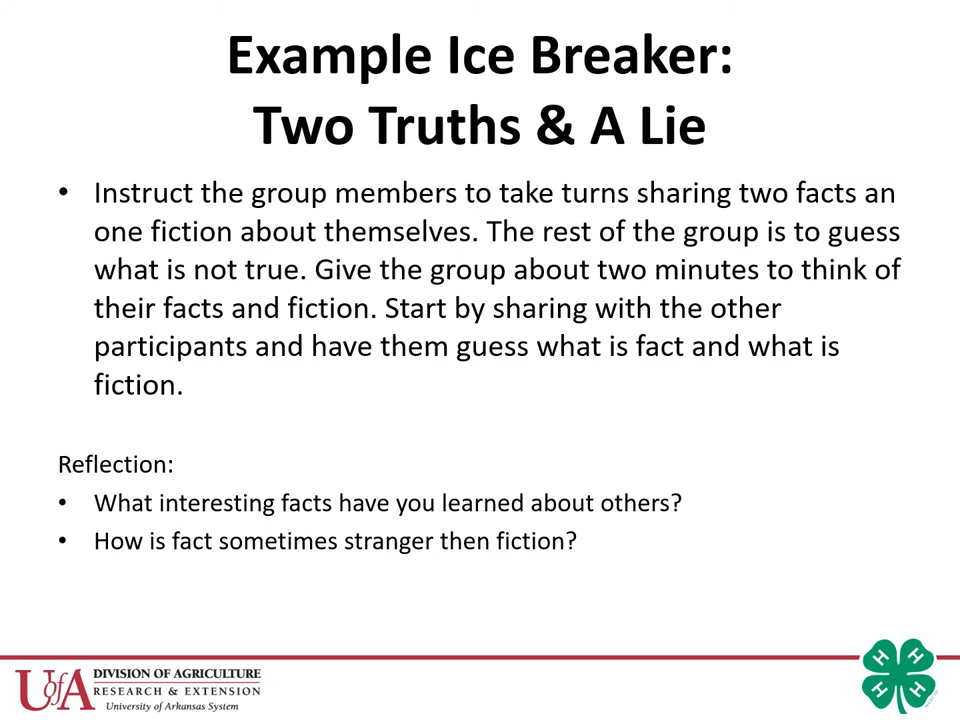 Example Ice Breaker:
Two Truths & A Lie
• Instruct the group members to take turns sharing two facts an
one fiction about themselves. The rest of the group is to guess
what is not true. Give the group about two minutes to think of
their facts and fiction. Start by sharing with the other
participants and have them guess what is fact and what is
fiction.
Reflection:
• What interesting facts have you learned about others?
• How is fact sometimes stranger then fiction?
UofA DIVISION OF AGRICULTURE
RESEARCH & EXTENSION
University of Arkansas System
H H
H H